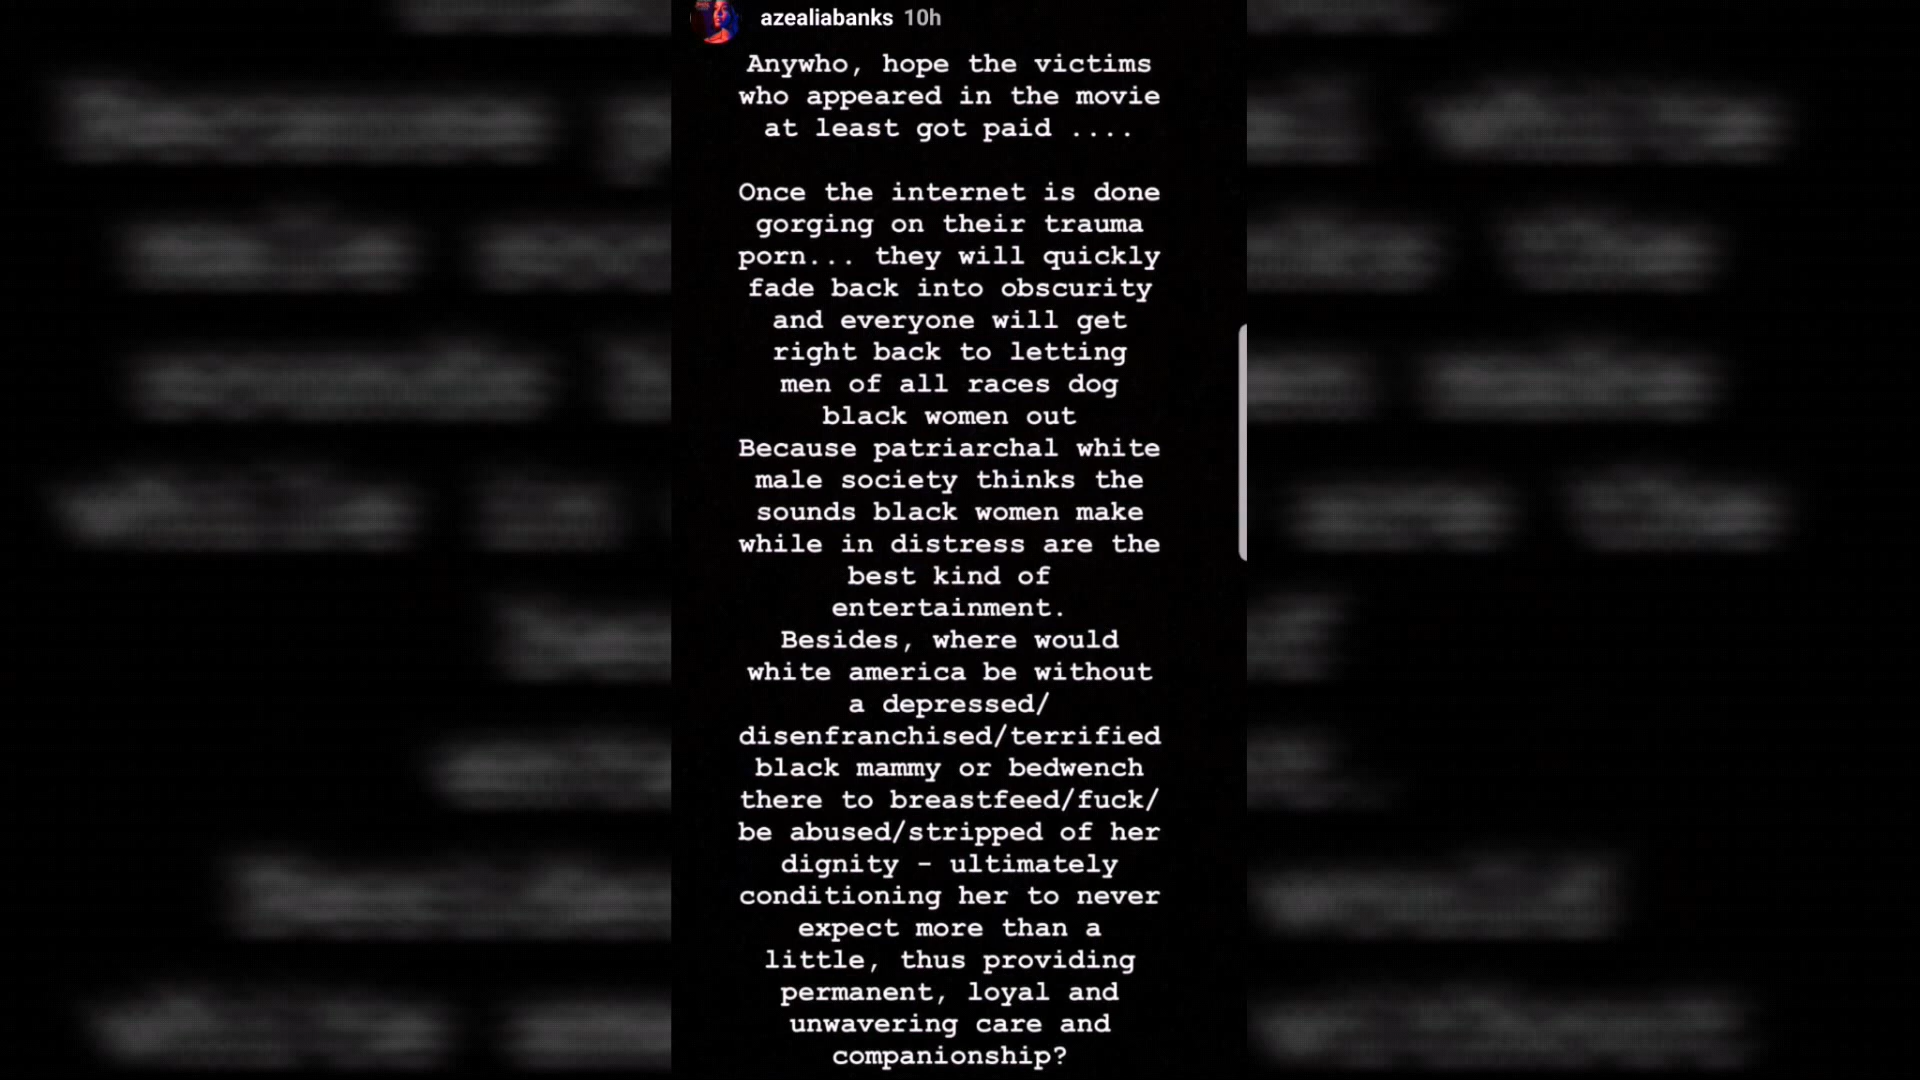 azealiabanks 10h
Anywho, hope the victims
who appeared in the movie
at least got paid ....
Once the internet is done
gorging on their trauma
porn... they will quickly
fade back into obscurity
and everyone will get
right back to letting
men of all races dog
black women out
Because patriarchal white
male society thinks the
sounds black women make
while in distress are the
best kind of
entertainment.
Besides, where would
white america be without
a depressed/
disenfranchised/terrified
black mammy or bedwench
there to breastfeed/fuck/
be abused/stripped of her
dignity - ultimately
conditioning her to never
expect more than a
little, thus providing
permanent, loyal and
unwavering care and
companionship?